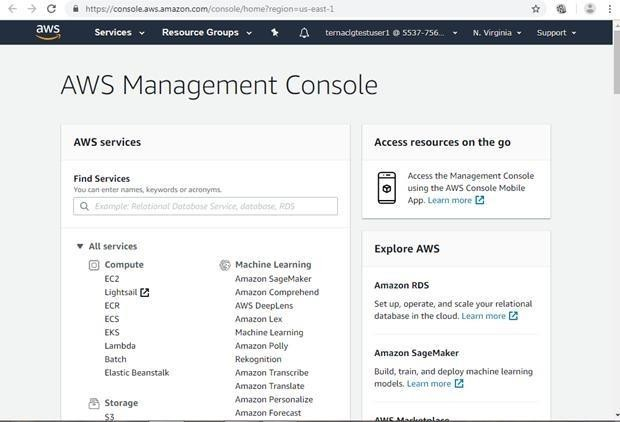 https://console.aws.amazon.com/console/home?region=us-east-1
aws
Services
Resource Groups
ternaclgtestuser1 @ 5537-756...
N. Virginia
Support
AWS Management Console
AWS services
Find Services
You can enter names, keywords or acronyms.
Example: Relational Database Service, database, RDS
All services
Compute
EC2
Lightsail
ECR
ECS
EKS
Lambda
Batch
Elastic Beanstalk
Storage
S3
Machine Learning
Amazon SageMaker
Amazon Comprehend
AWS DeepLens
Amazon Lex
Machine Learning
Amazon Polly
Rekognition
Amazon Transcribe
Amazon Translate
Amazon Personalize
Amazon Forecast
Access resources on the go
Access the Management Console
using the AWS Console Mobile
App. Learn more
Explore AWS
Amazon RDS
Set up, operate, and scale your relational
database in the cloud. Learn more
Amazon SageMaker
Build, train, and deploy machine learning
models. Learn more
AWS Marketplace